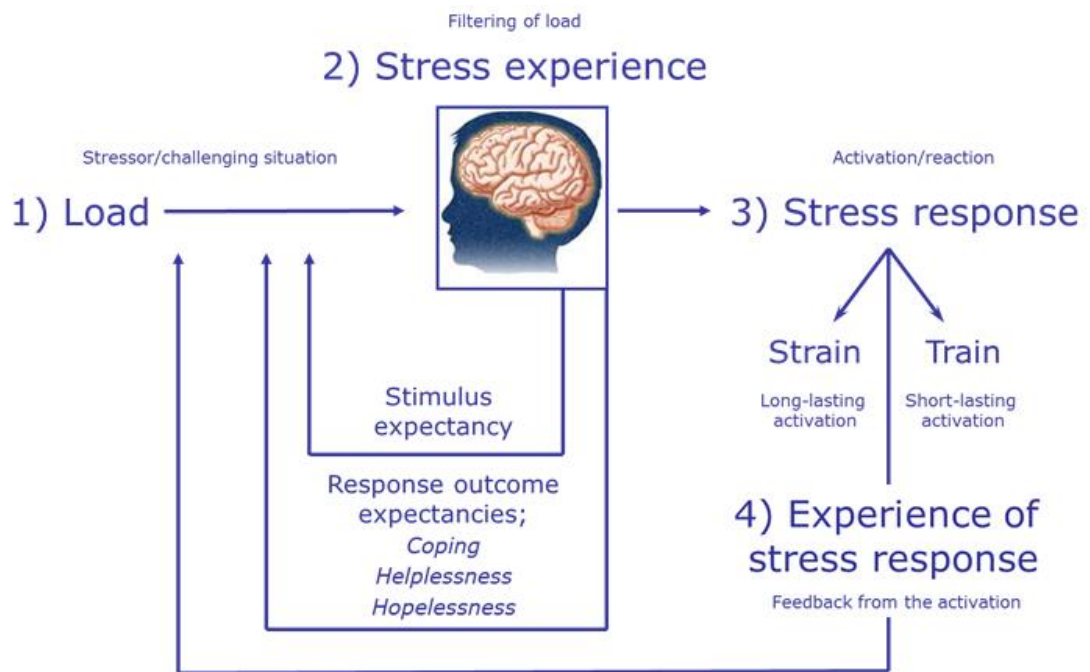 Filtering of load
2) Stress experience
Stressor/challenging situation
1) Load
Activation/reaction
3) Stress response
Strain
Long-lasting
activation
Train
Short-lasting
activation
Stimulus
expectancy
Response outcome
expectancies;
Coping
Helplessness
Hopelessness
4) Experience of
stress response
Feedback from the activation